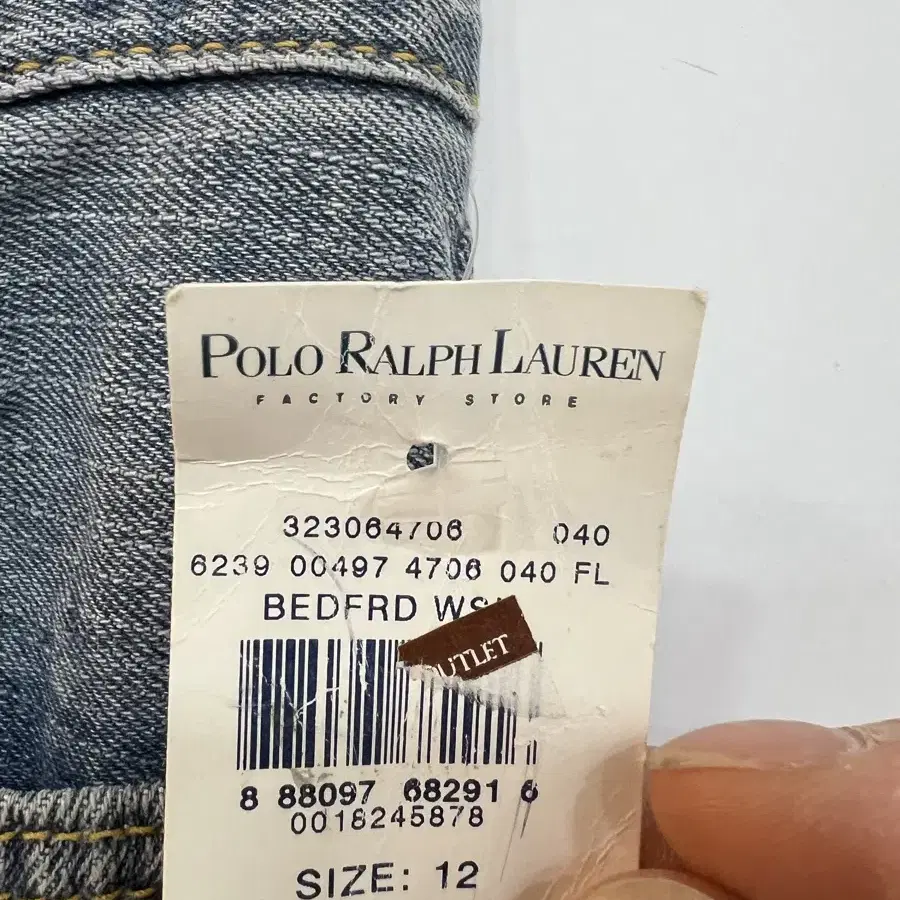 POLO RALPH LAUREN
FACTORY STORE
323064706 040
6239 00497 4706 040 FL
BEDFRD
OUTLET
8 88097 68291 6
0018245878
SIZE: 12